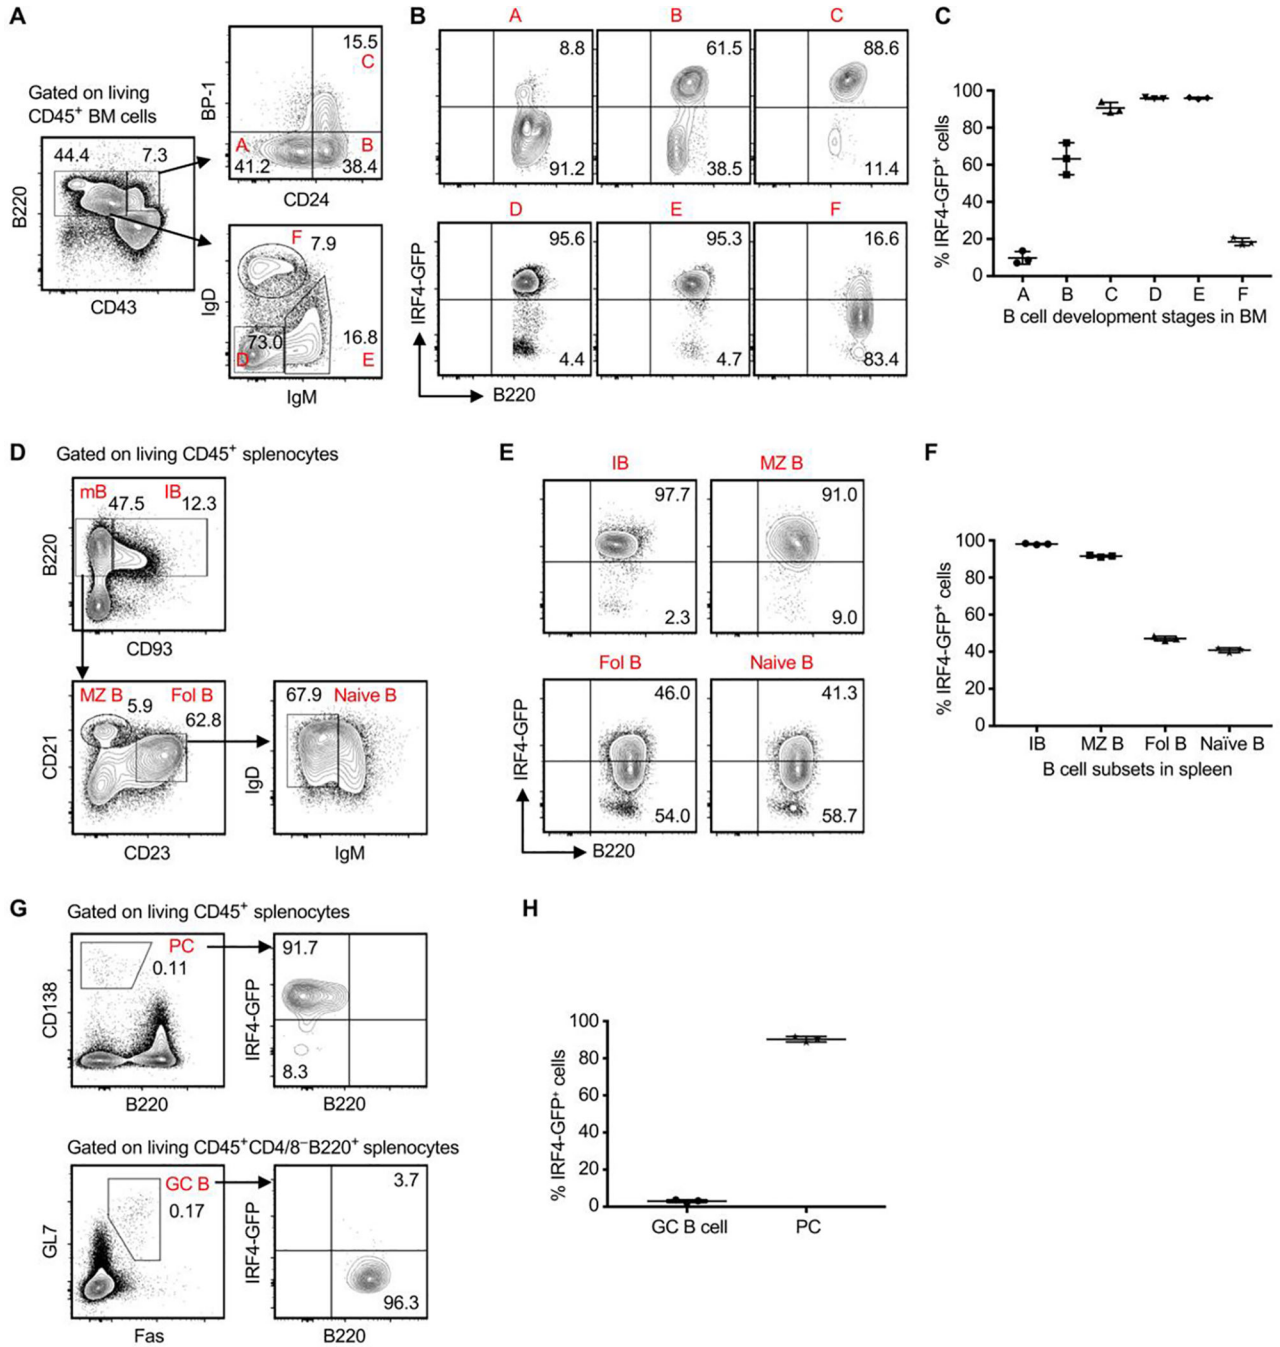 A
Gated on living
CD45+ BM cells
44.4
7.3
B220
CD43
BP-1
15.5
C
A
B
41.2
38.4
CD24
IgD
F
7.9
73.0
16.8
D
E
IgM
B
A
B
C
8.8
61.5
88.6
91.2
38.5
11.4
D
E
F
95.6
95.3
16.6
4.4
4.7
83.4
IRF4-GFP
B220
C
% IRF4-GFP+ cells
100
80
60
40
20
0
A B C D E F
B cell development stages in BM
D
Gated on living CD45+ splenocytes
mB
47.5
IB
12.3
B220
CD93
MZ B
5.9
Fol B
62.8
CD21
CD23
67.9
Naive B
IgD
IgM
E
IB
MZ B
97.7
91.0
2.3
9.0
Fol B
Naive B
46.0
41.3
54.0
58.7
IRF4-GFP
B220
F
% IRF4-GFP+ cells
100
80
60
40
20
0
IB MZ B Fol B Naïve B
B cell subsets in spleen
G
Gated on living CD45+ splenocytes
PC
0.11
CD138
B220
91.7
8.3
IRF4-GFP
B220
Gated on living CD45+CD4/8–B220+ splenocytes
GC B
0.17
GL7
Fas
3.7
96.3
IRF4-GFP
B220
H
% IRF4-GFP+ cells
100
80
60
40
20
0
GC B cell PC